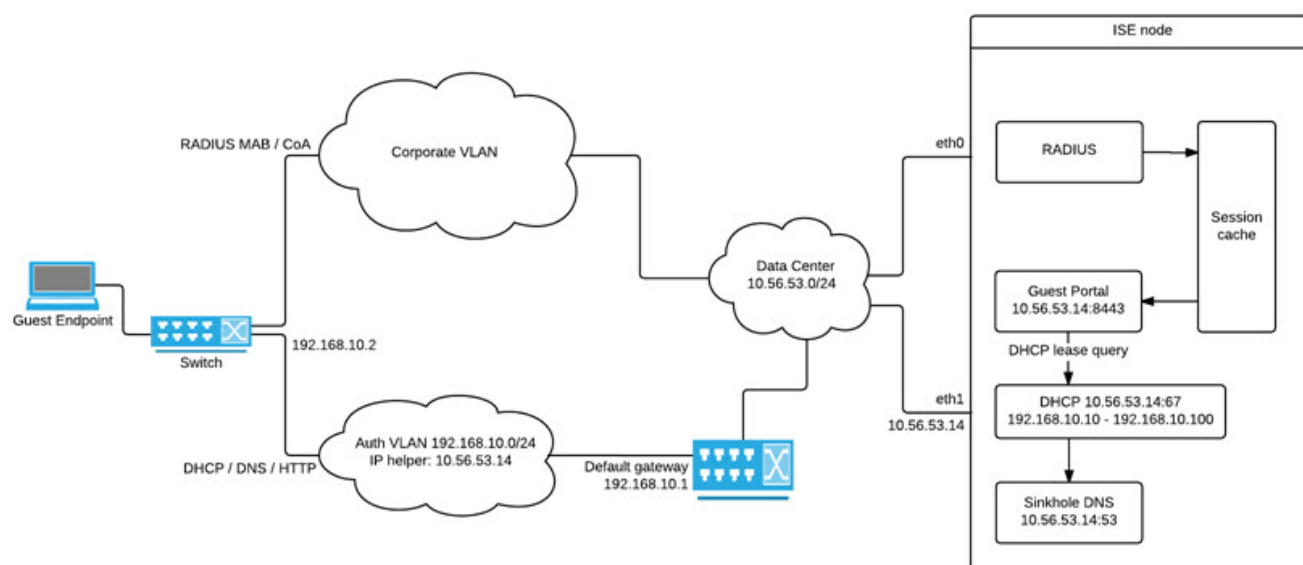 ISE node
RADIUS MAB / CoA
Corporate VLAN
eth0
RADIUS
Session
cache
Data Center
10.56.53.0/24
Guest Portal
10.56.53.14:8443
Guest Endpoint
192.168.10.2
Switch
DHCP lease query
eth1
10.56.53.14
DHCP 10.56.53.14:67
192.168.10.10 - 192.168.10.100
Auth VLAN 192.168.10.0/24
IP helper: 10.56.53.14
DHCP / DNS / HTTP
Default gateway
192.168.10.1
Sinkhole DNS
10.56.53.14:53